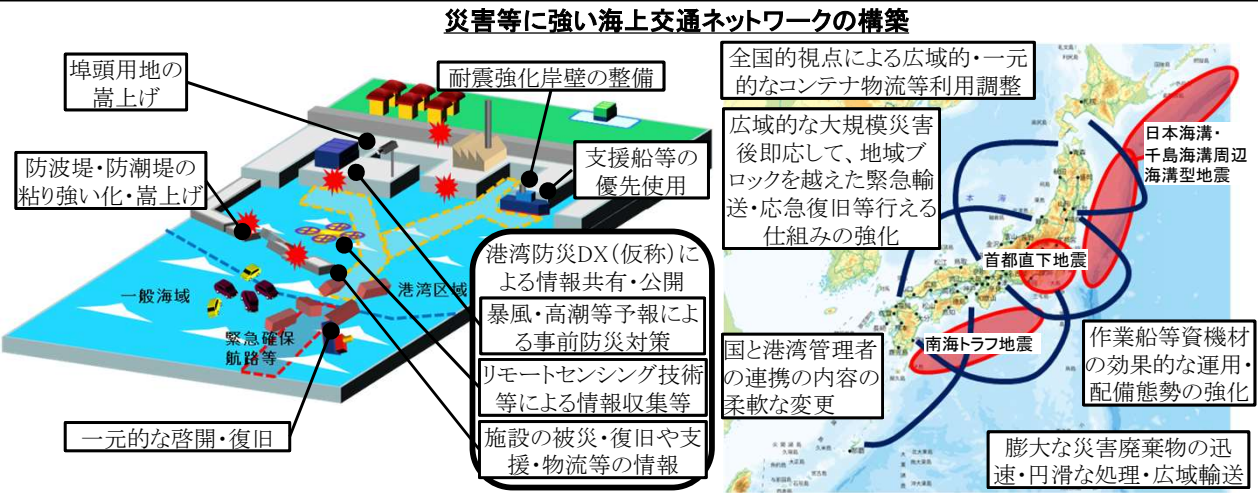 災害等に強い海上交通ネットワークの構築
埠頭用地の
嵩上げ
耐震強化岸壁の整備
防波堤・防潮堤の
粘り強い化・嵩上げ
支援船等の
優先使用
一般海域
港湾区域
緊急確保
航路等
一元的な啓開・復旧
港湾防災DX(仮称)に
よる情報共有・公開
暴風・高潮等予報によ
る事前防災対策
リモートセンシング技術
等による情報収集等
施設の被災・復旧や支
援・物流等の情報
全国的視点による広域的・一元
的なコンテナ物流等利用調整
広域的な大規模災害
後即応して、地域ブ
ロックを越えた緊急輸
送・応急復旧等行える
仕組みの強化
日本海溝・
千島海溝周辺
海溝型地震
首都直下地震
南海トラフ地震
国と港湾管理者
の連携の内容の
柔軟な変更
作業船等資機材
の効果的な運用・
配備態勢の強化
膨大な災害廃棄物の迅
速・円滑な処理・広域輸送
札幌
本海
金沢
那覇